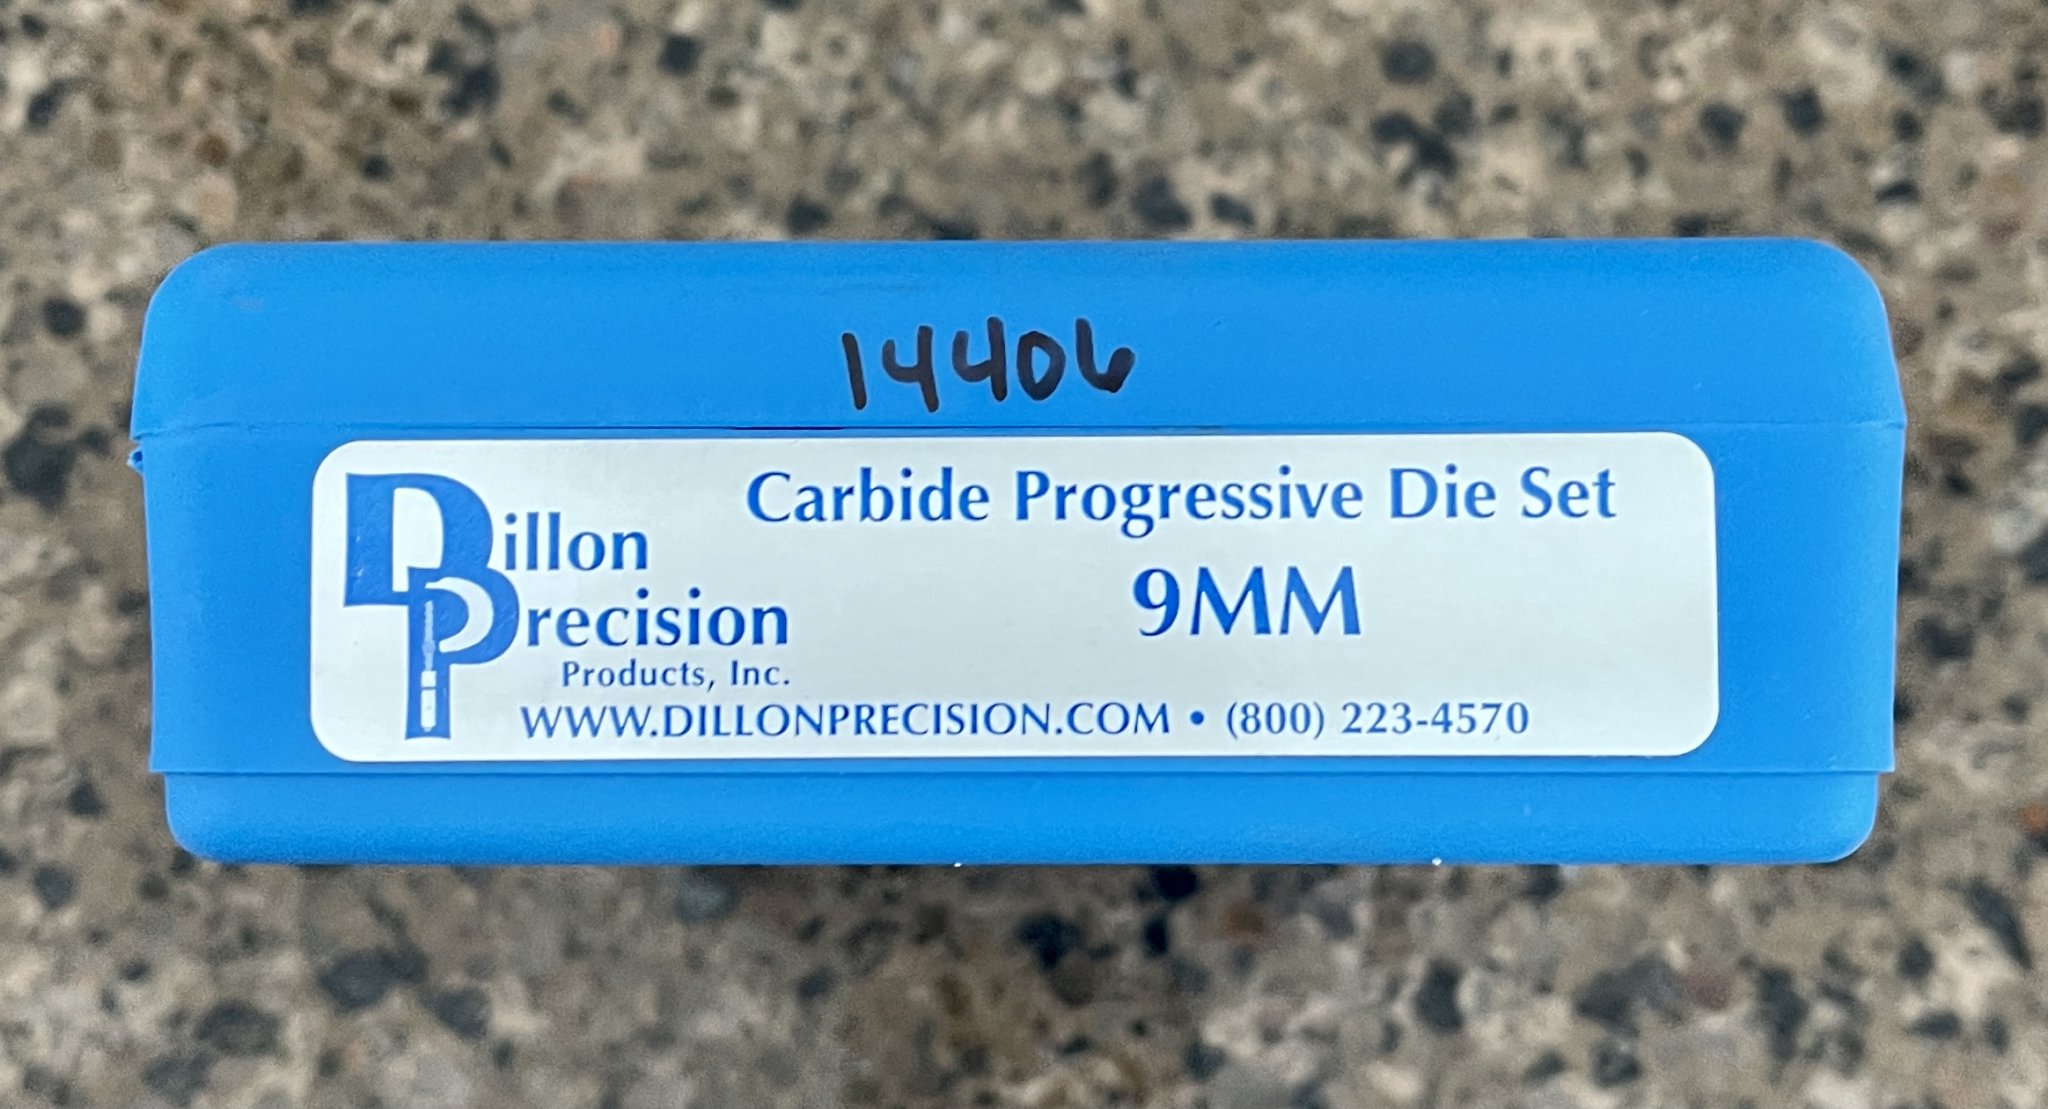 14406
Carbide Progressive Die Set
Dillon
Precision
9MM
Products, Inc.
WWW.DILLONPRECISION.COM • (800) 223-4570